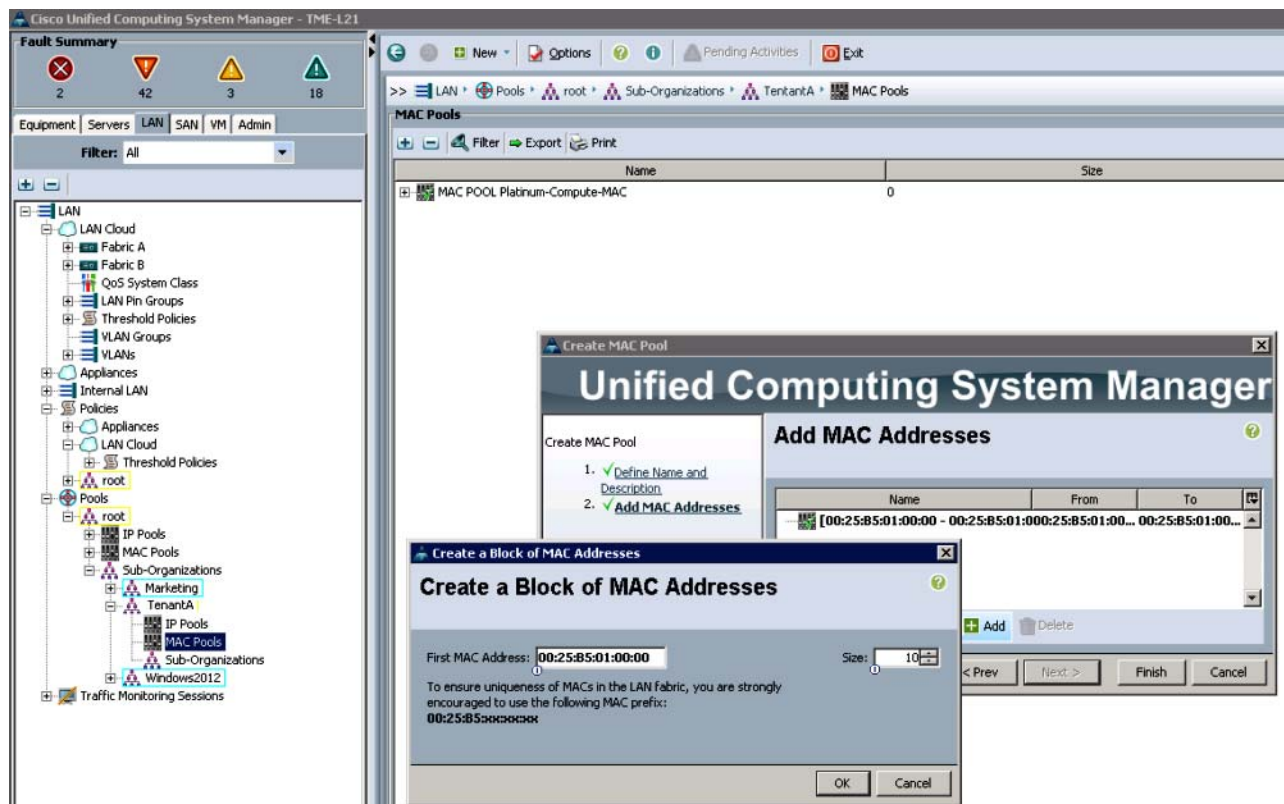 Cisco Unified Computing System Manager - TME-L21
Fault Summary
2 42 3 18
Equipment Servers LAN SAN VM Admin
Filter: All
LAN
LAN Cloud
Fabric A
Fabric B
QoS System Class
LAN Pin Groups
Threshold Policies
VLAN Groups
VLANs
Appliances
Internal LAN
Policies
Appliances
LAN Cloud
Threshold Policies
root
Pools
root
IP Pools
MAC Pools
Sub-Organizations
Marketing
TenantA
IP Pools
MAC Pools
Sub-Organizations
Windows2012
Traffic Monitoring Sessions
New Options Pending Activities Exit
>> LAN Pools root Sub-Organizations TentantA MAC Pools
MAC Pools
Filter Export Print
Name Size
MAC POOL Platinum-Compute-MAC 0
Create MAC Pool
Unified Computing System Manager
Create MAC Pool
1. Define Name and
Description
2. Add MAC Addresses
Add MAC Addresses
Name From To
[00:25:B5:01:00:00 - 00:25:B5:01:000:25:B5:01:00... 00:25:B5:01:00...
Add Delete
< Prev Next > Finish Cancel
Create a Block of MAC Addresses
Create a Block of MAC Addresses
First MAC Address: 00:25:B5:01:00:00 Size: 10
To ensure uniqueness of MACs in the LAN fabric, you are strongly
encouraged to use the following MAC prefix:
00:25:B5:xx:xx:xx
OK Cancel